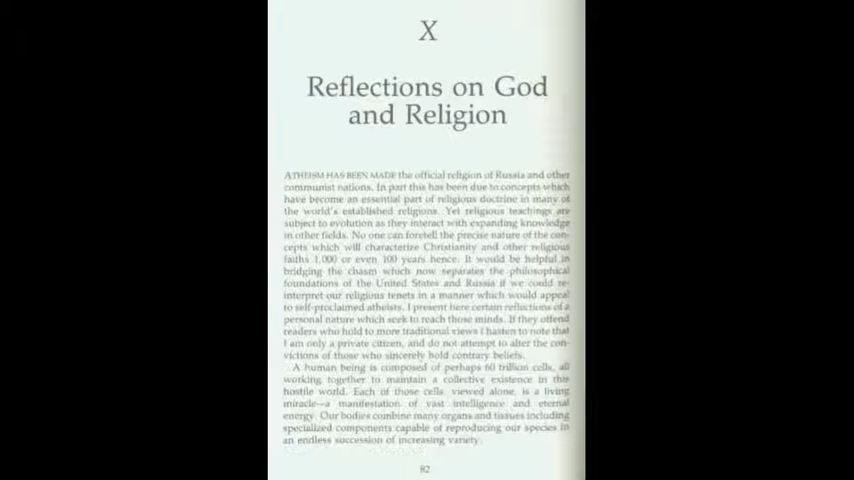 X
Reflections on God
and Religion
ATHEISM HAS BEEN MADE the official religion of Russia and other
communist nations. In part this has been due to concepts which
have become an essential part of religious doctrine in many of
the world's established religions. Yet religious teachings are
subject to evolution as they interact with expanding knowledge
in other fields. No one can foretell the precise nature of the con-
cepts which will characterize Christianity and other religious
faiths 1,000 or even 100 years hence. It would be helpful in
bridging the chasm which now separates the philosophical
foundations of the United States and Russia if we could re-
interpret our religious tenets in a manner which would appeal
to self-proclaimed atheists. I present here certain reflections of a
personal nature which seek to reach those minds. If they offend
readers who hold to more traditional views I hasten to note that
I am only a private citizen, and do not attempt to alter the con-
victions of those who sincerely hold contrary beliefs.
A human being is composed of perhaps 60 trillion cells, all
working together to maintain a collective existence in this
hostile world. Each of those cells, viewed alone, is a living
miracle—a manifestation of vast intelligence and eternal
energy. Our bodies combine many organs and tissues including
specialized components capable of reproducing our species in
an endless succession of increasing variety.
82